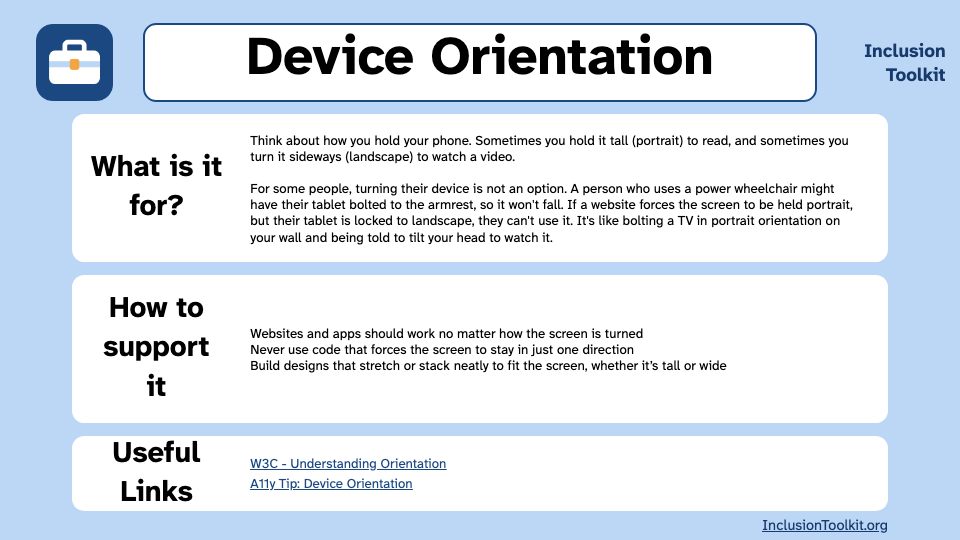 Device Orientation
Inclusion
Toolkit
What is it
for?
Think about how you hold your phone. Sometimes you hold it tall (portrait) to read, and sometimes you
turn it sideways (landscape) to watch a video.
For some people, turning their device is not an option. A person who uses a power wheelchair might
have their tablet bolted to the armrest, so it won't fall. If a website forces the screen to be held portrait,
but their tablet is locked to landscape, they can't use it. It's like bolting a TV in portrait orientation on
your wall and being told to tilt your head to watch it.
How to
support
it
Websites and apps should work no matter how the screen is turned
Never use code that forces the screen to stay in just one direction
Build designs that stretch or stack neatly to fit the screen, whether it’s tall or wide
Useful
Links
W3C - Understanding Orientation
A11y Tip: Device Orientation
InclusionToolkit.org